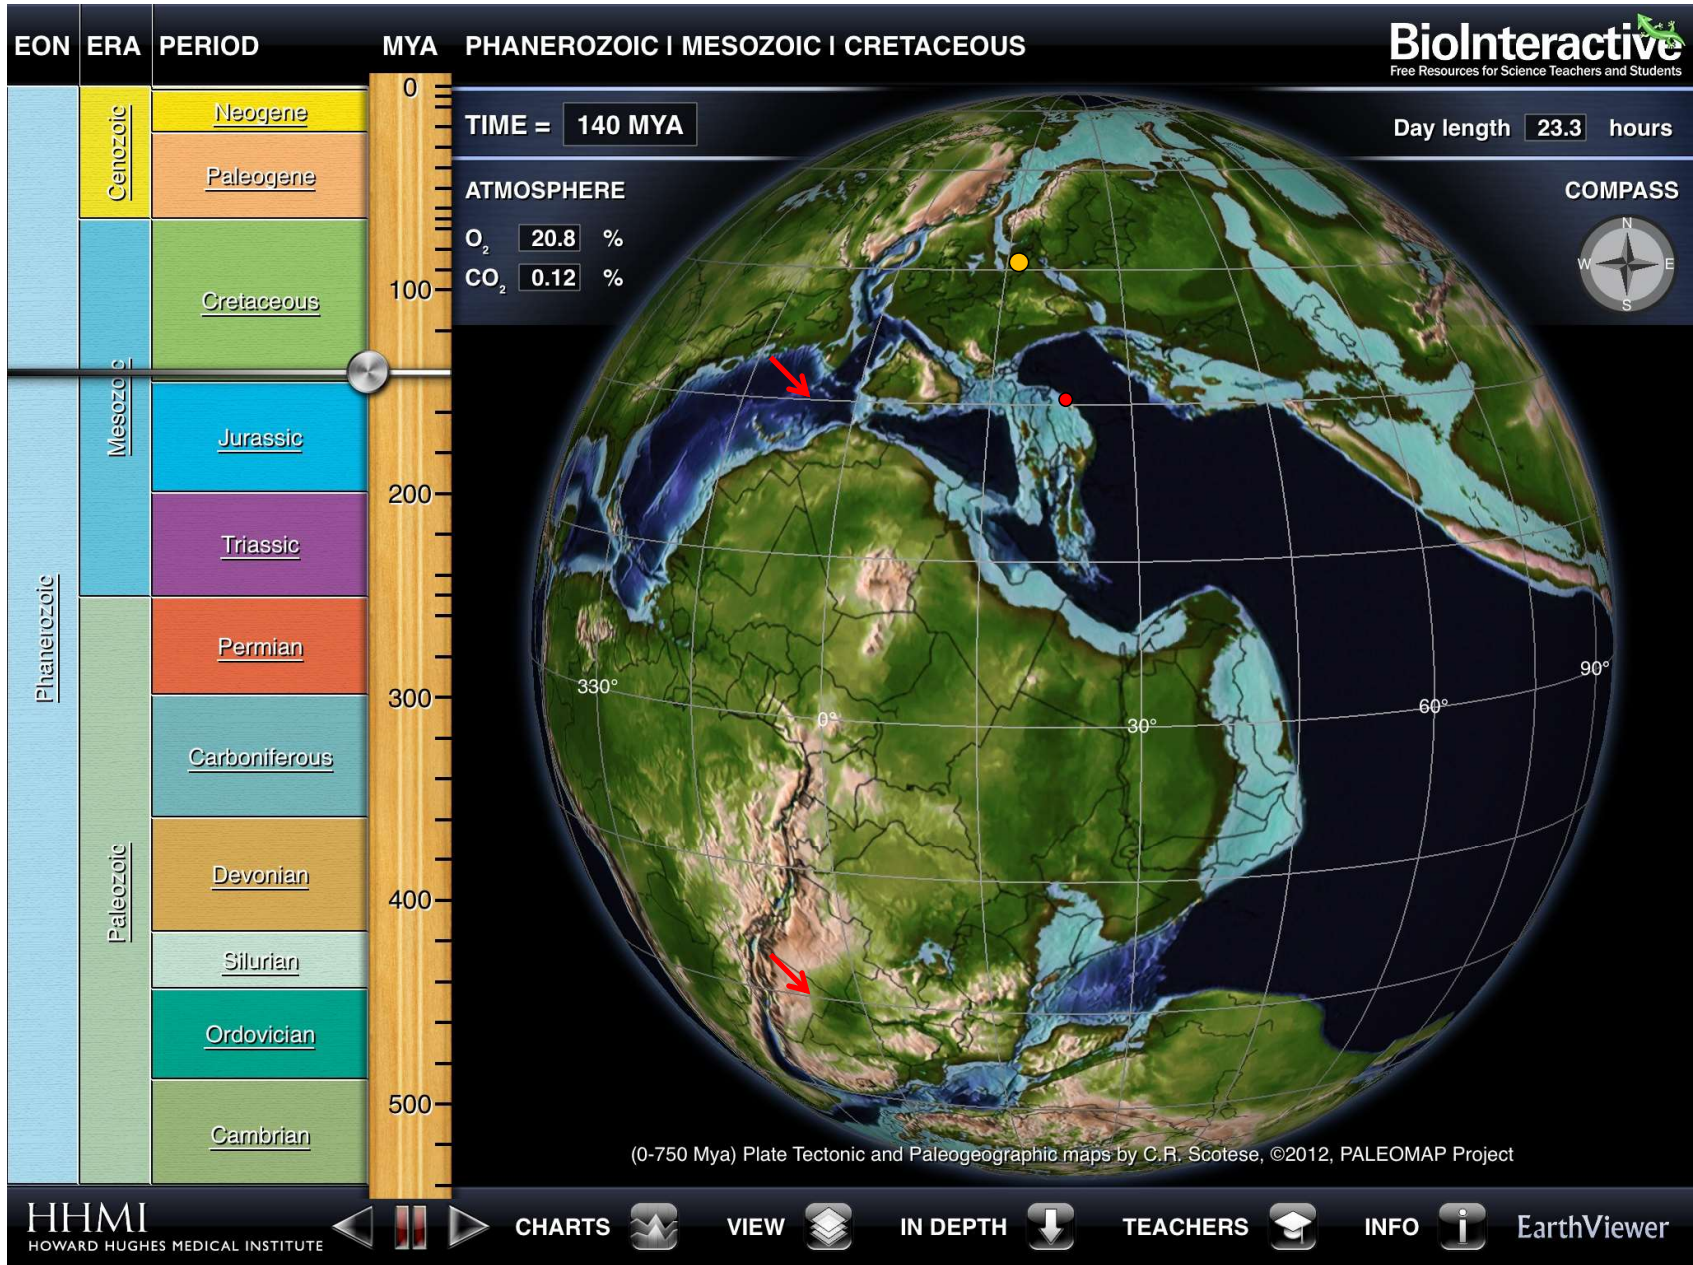 EON ERA PERIOD MYA PHANEROZOIC | MESOZOIC | CRETACEOUS
BioInteractive
Free Resources for Science Teachers and Students
TIME = 140 MYA
Day length 23.3 hours
ATMOSPHERE
O2 20.8 %
CO2 0.12 %
COMPASS
N
W E
S
Phanerozoic
Cenozoic
Mesozoic
Paleozoic
Neogene
Paleogene
Cretaceous
Jurassic
Triassic
Permian
Carboniferous
Devonian
Silurian
Ordovician
Cambrian
0
100
200
300
400
500
330°
0°
30°
60°
90°
(0-750 Mya) Plate Tectonic and Paleogeographic maps by C.R. Scotese, ©2012, PALEOMAP Project
HHMI
HOWARD HUGHES MEDICAL INSTITUTE
CHARTS VIEW IN DEPTH TEACHERS INFO EarthViewer